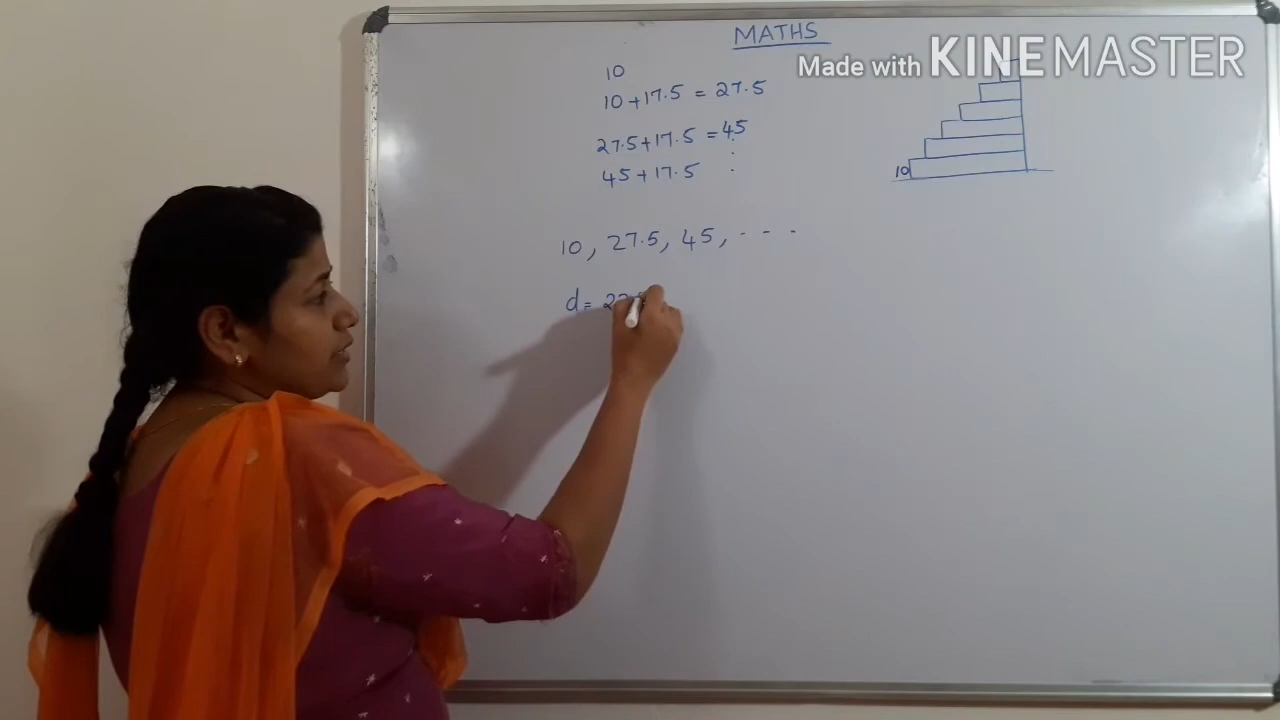 MATHS
Made with KINEMASTER
10
10 + 17.5 = 27.5
27.5 + 17.5 = 45
45 + 17.5
10
10, 27.5, 45, - - -
d =